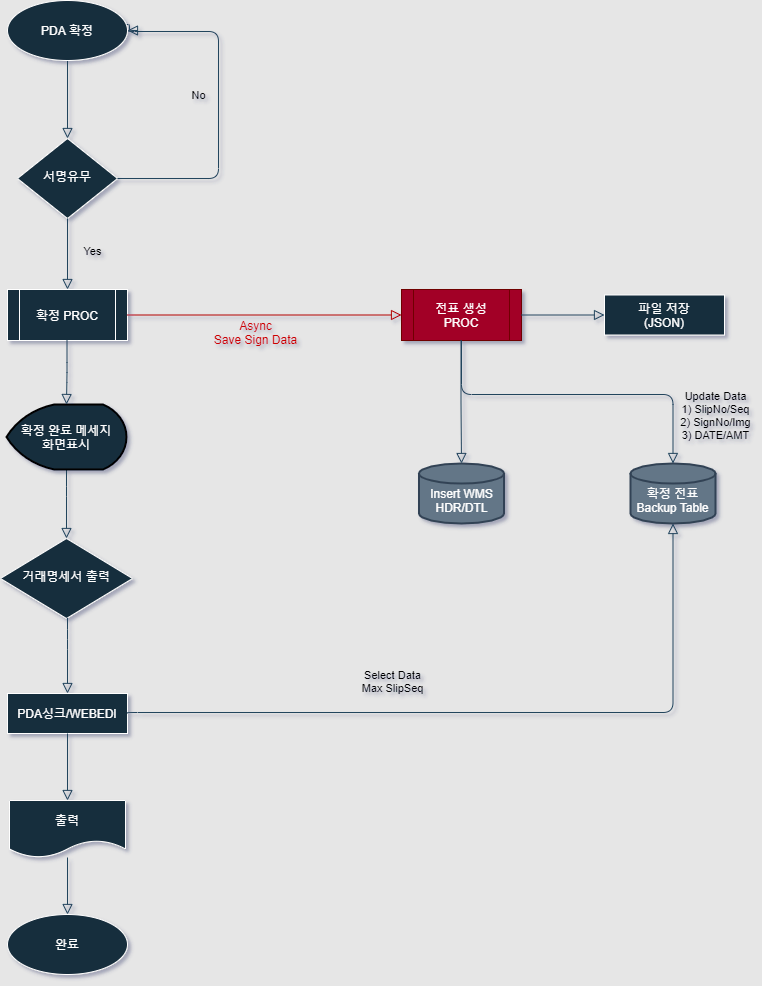 PDA 확정
No
서명유무
Yes
확정 PROC
Async
Save Sign Data
전표 생성
PROC
파일 저장
(JSON)
확정 완료 메세지
화면표시
Update Data
1) SlipNo/Seq
2) SignNo/Img
3) DATE/AMT
Insert WMS
HDR/DTL
확정 전표
Backup Table
거래명세서 출력
Select Data
Max SlipSeq
PDA싱크/WEBEDI
출력
완료